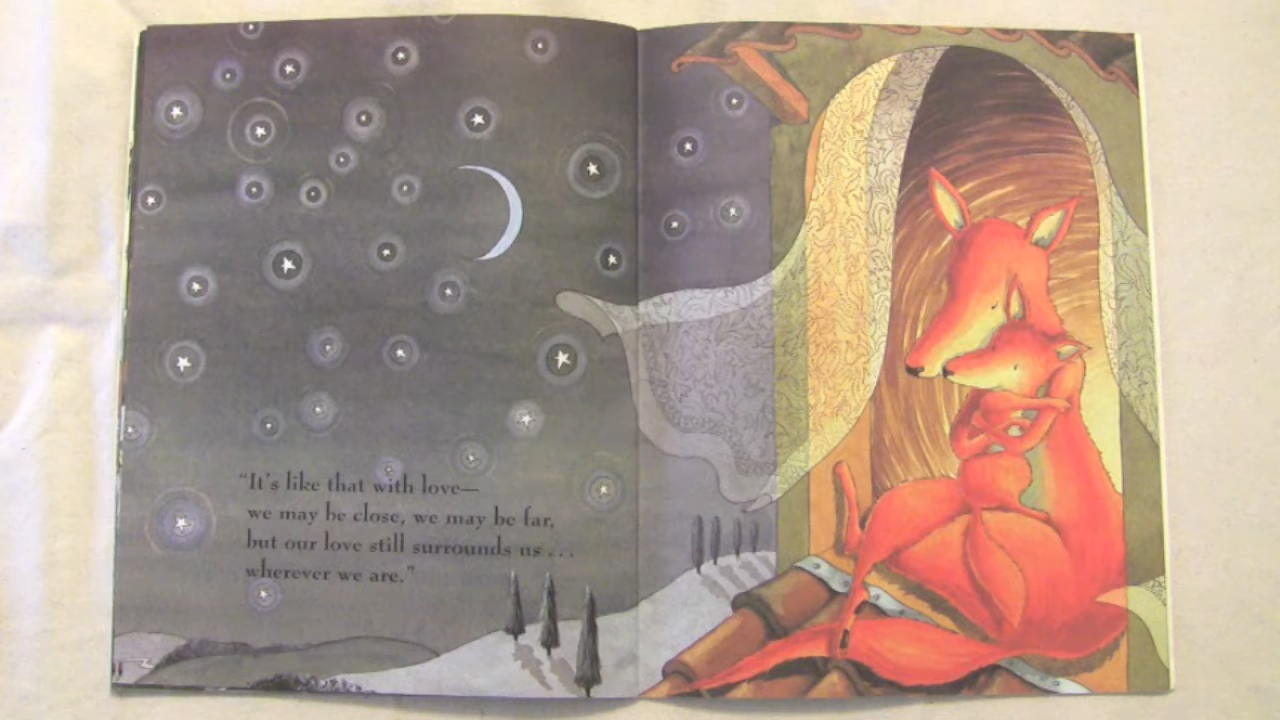 “It’s like that with love—
we may be close, we may be far,
but our love still surrounds us . . .
wherever we are.”